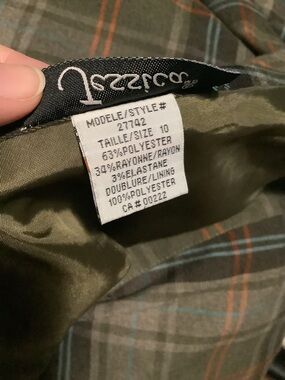 Jezzica
MODELE/STYLE#
27742
TAILLE/SIZE 10
63%POLYESTER
34%RAYONNE/RAYON
3%ELASTANE
DOUBLURE/LINING
100%POLYESTER
CA# 00222